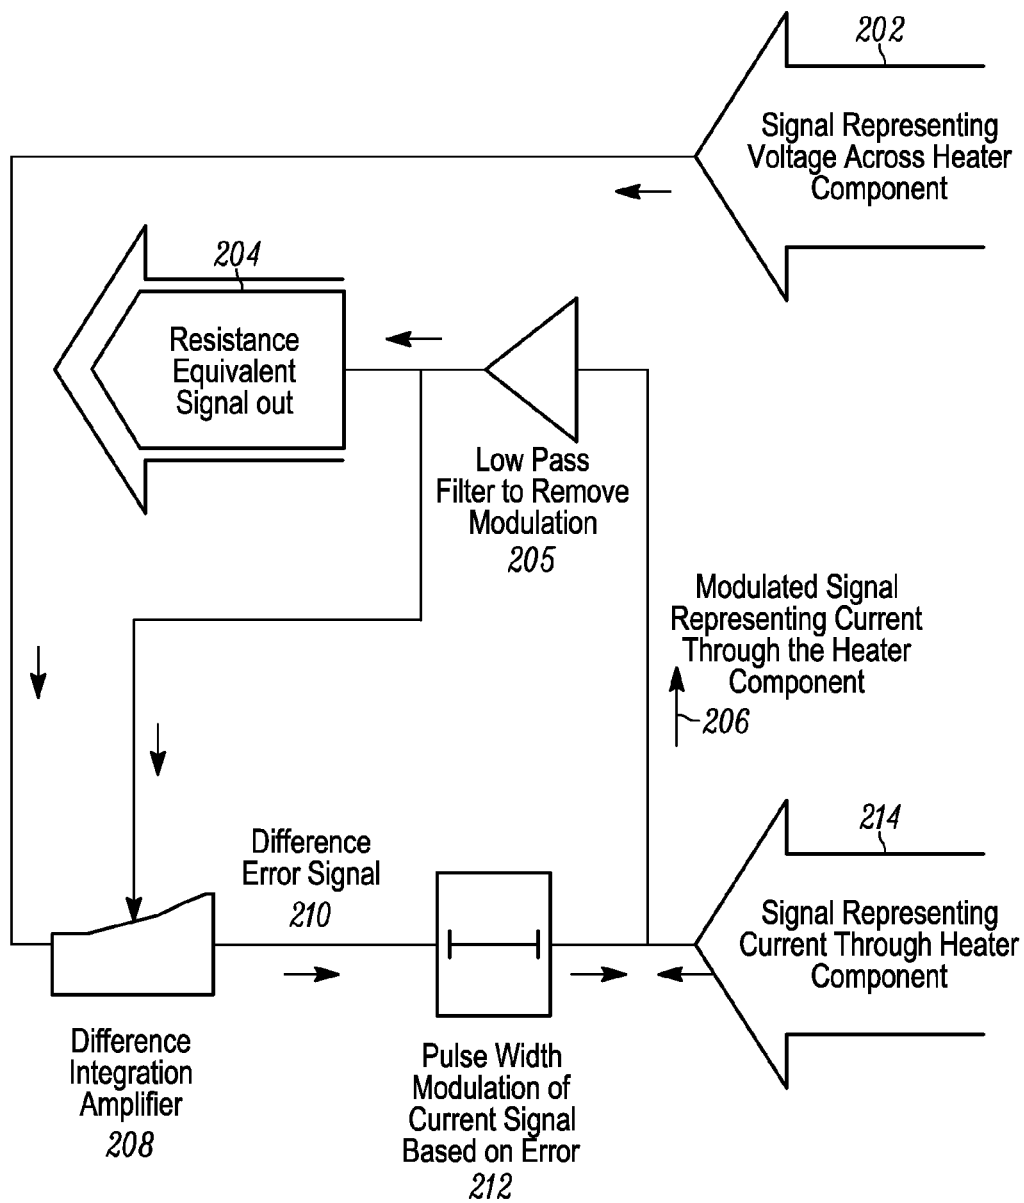 202
Signal Representing
Voltage Across Heater
Component
204
Resistance
Equivalent
Signal out
Low Pass
Filter to Remove
Modulation
205
Modulated Signal
Representing Current
Through the Heater
Component
206
214
Signal Representing
Current Through Heater
Component
Difference
Error Signal
210
Difference
Integration
Amplifier
208
Pulse Width
Modulation of
Current Signal
Based on Error
212